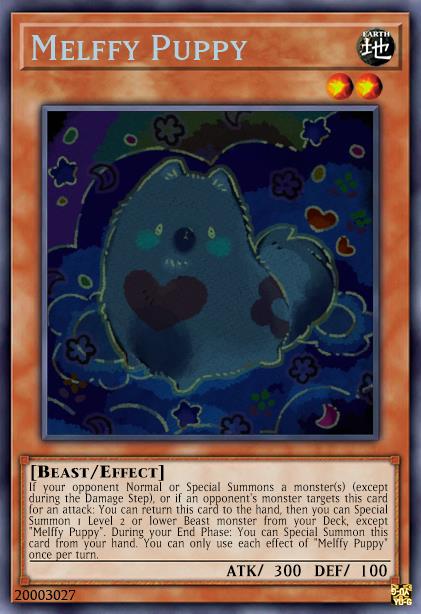 Melffy Puppy
EARTH
地
[Beast/Effect]
If your opponent Normal or Special Summons a monster(s) (except
during the Damage Step), or if an opponent's monster targets this card
for an attack: You can return this card to the hand, then you can Special
Summon 1 Level 2 or lower Beast monster from your Deck, except
"Melffy Puppy". During your End Phase: You can Special Summon this
card from your hand. You can only use each effect of "Melffy Puppy"
once per turn.
ATK/ 300 DEF/ 100
20003027